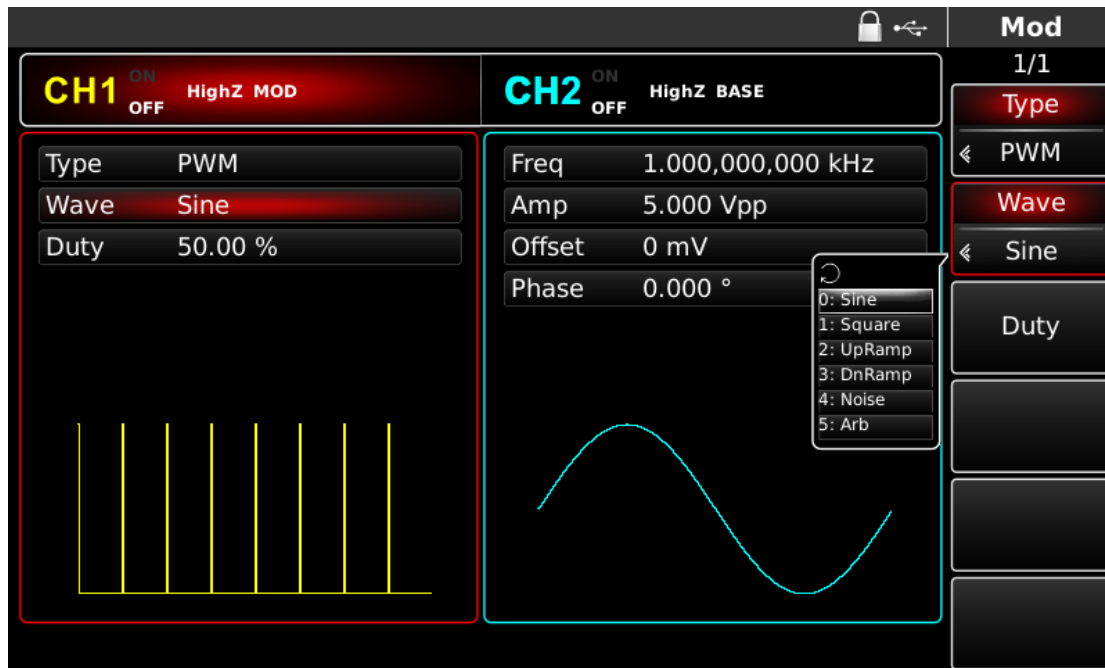 Mod
1/1
CH1 ON OFF HighZ MOD
CH2 ON OFF HighZ BASE
Type PWM
Wave Sine
Duty 50.00 %
Freq 1.000,000,000 kHz
Amp 5.000 Vpp
Offset 0 mV
Phase 0.000 °
0: Sine
1: Square
2: UpRamp
3: DnRamp
4: Noise
5: Arb
Type
PWM
Wave
Sine
Duty